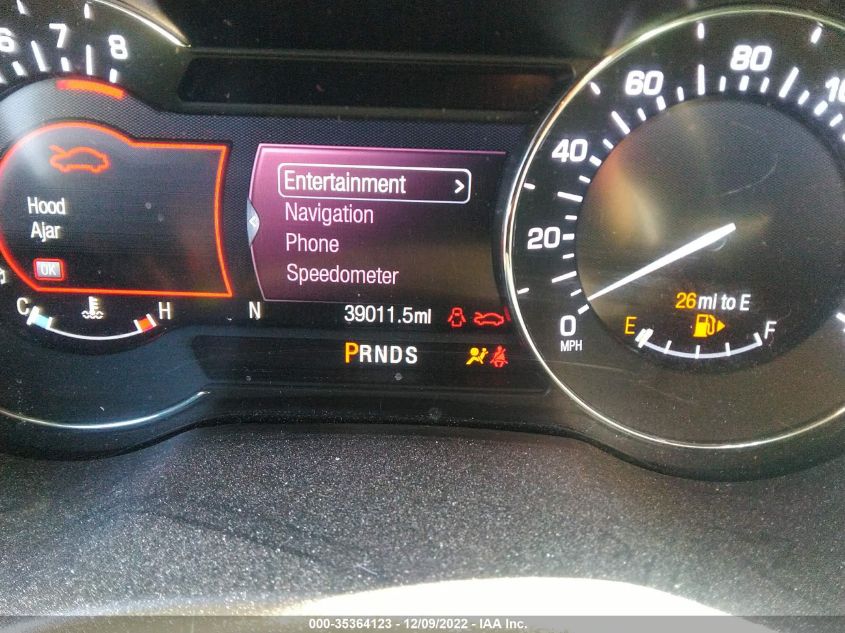 6 7 8
Hood
Ajar
OK
C H
Entertainment >
Navigation
Phone
Speedometer
N 39011.5mi
PRNDS
0 20 40 60 80
MPH
26 mi to E
E F
000-35364123 - 12/09/2022 - IAA Inc.